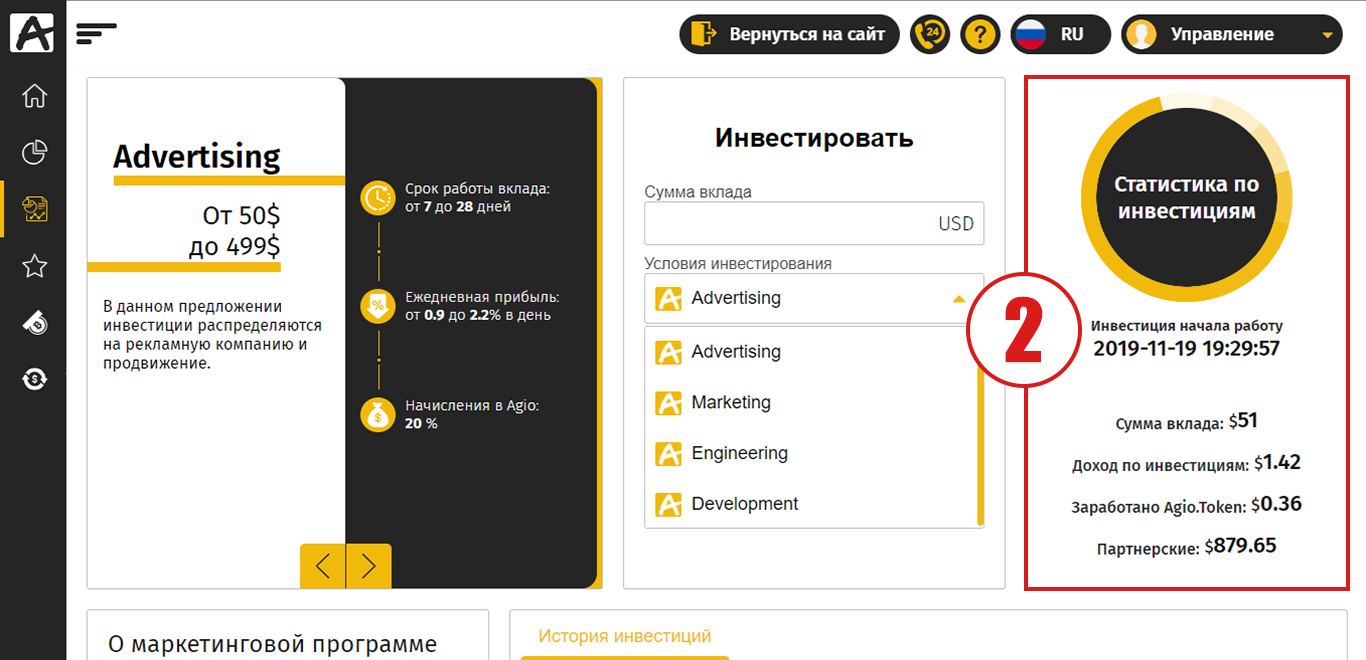 Вернуться на сайт
24
?
RU
Управление
Advertising
От 50$
до 499$
В данном предложении
инвестиции распределяются
на рекламную компанию и
продвижение.
Срок работы вклада:
от 7 до 28 дней
%
Ежедневная прибыль:
от 0.9 до 2.2% в день
$
Начисления в Agio:
20 %
Инвестировать
Сумма вклада
USD
Условия инвестирования
Advertising
Advertising
Marketing
Engineering
Development
2
Статистика по
инвестициям
Инвестиция начала работу
2019-11-19 19:29:57
Сумма вклада: $51
Доход по инвестициям: $1.42
Заработано Agio.Token: $0.36
Партнерские: $879.65
О маркетинговой программе
История инвестиций